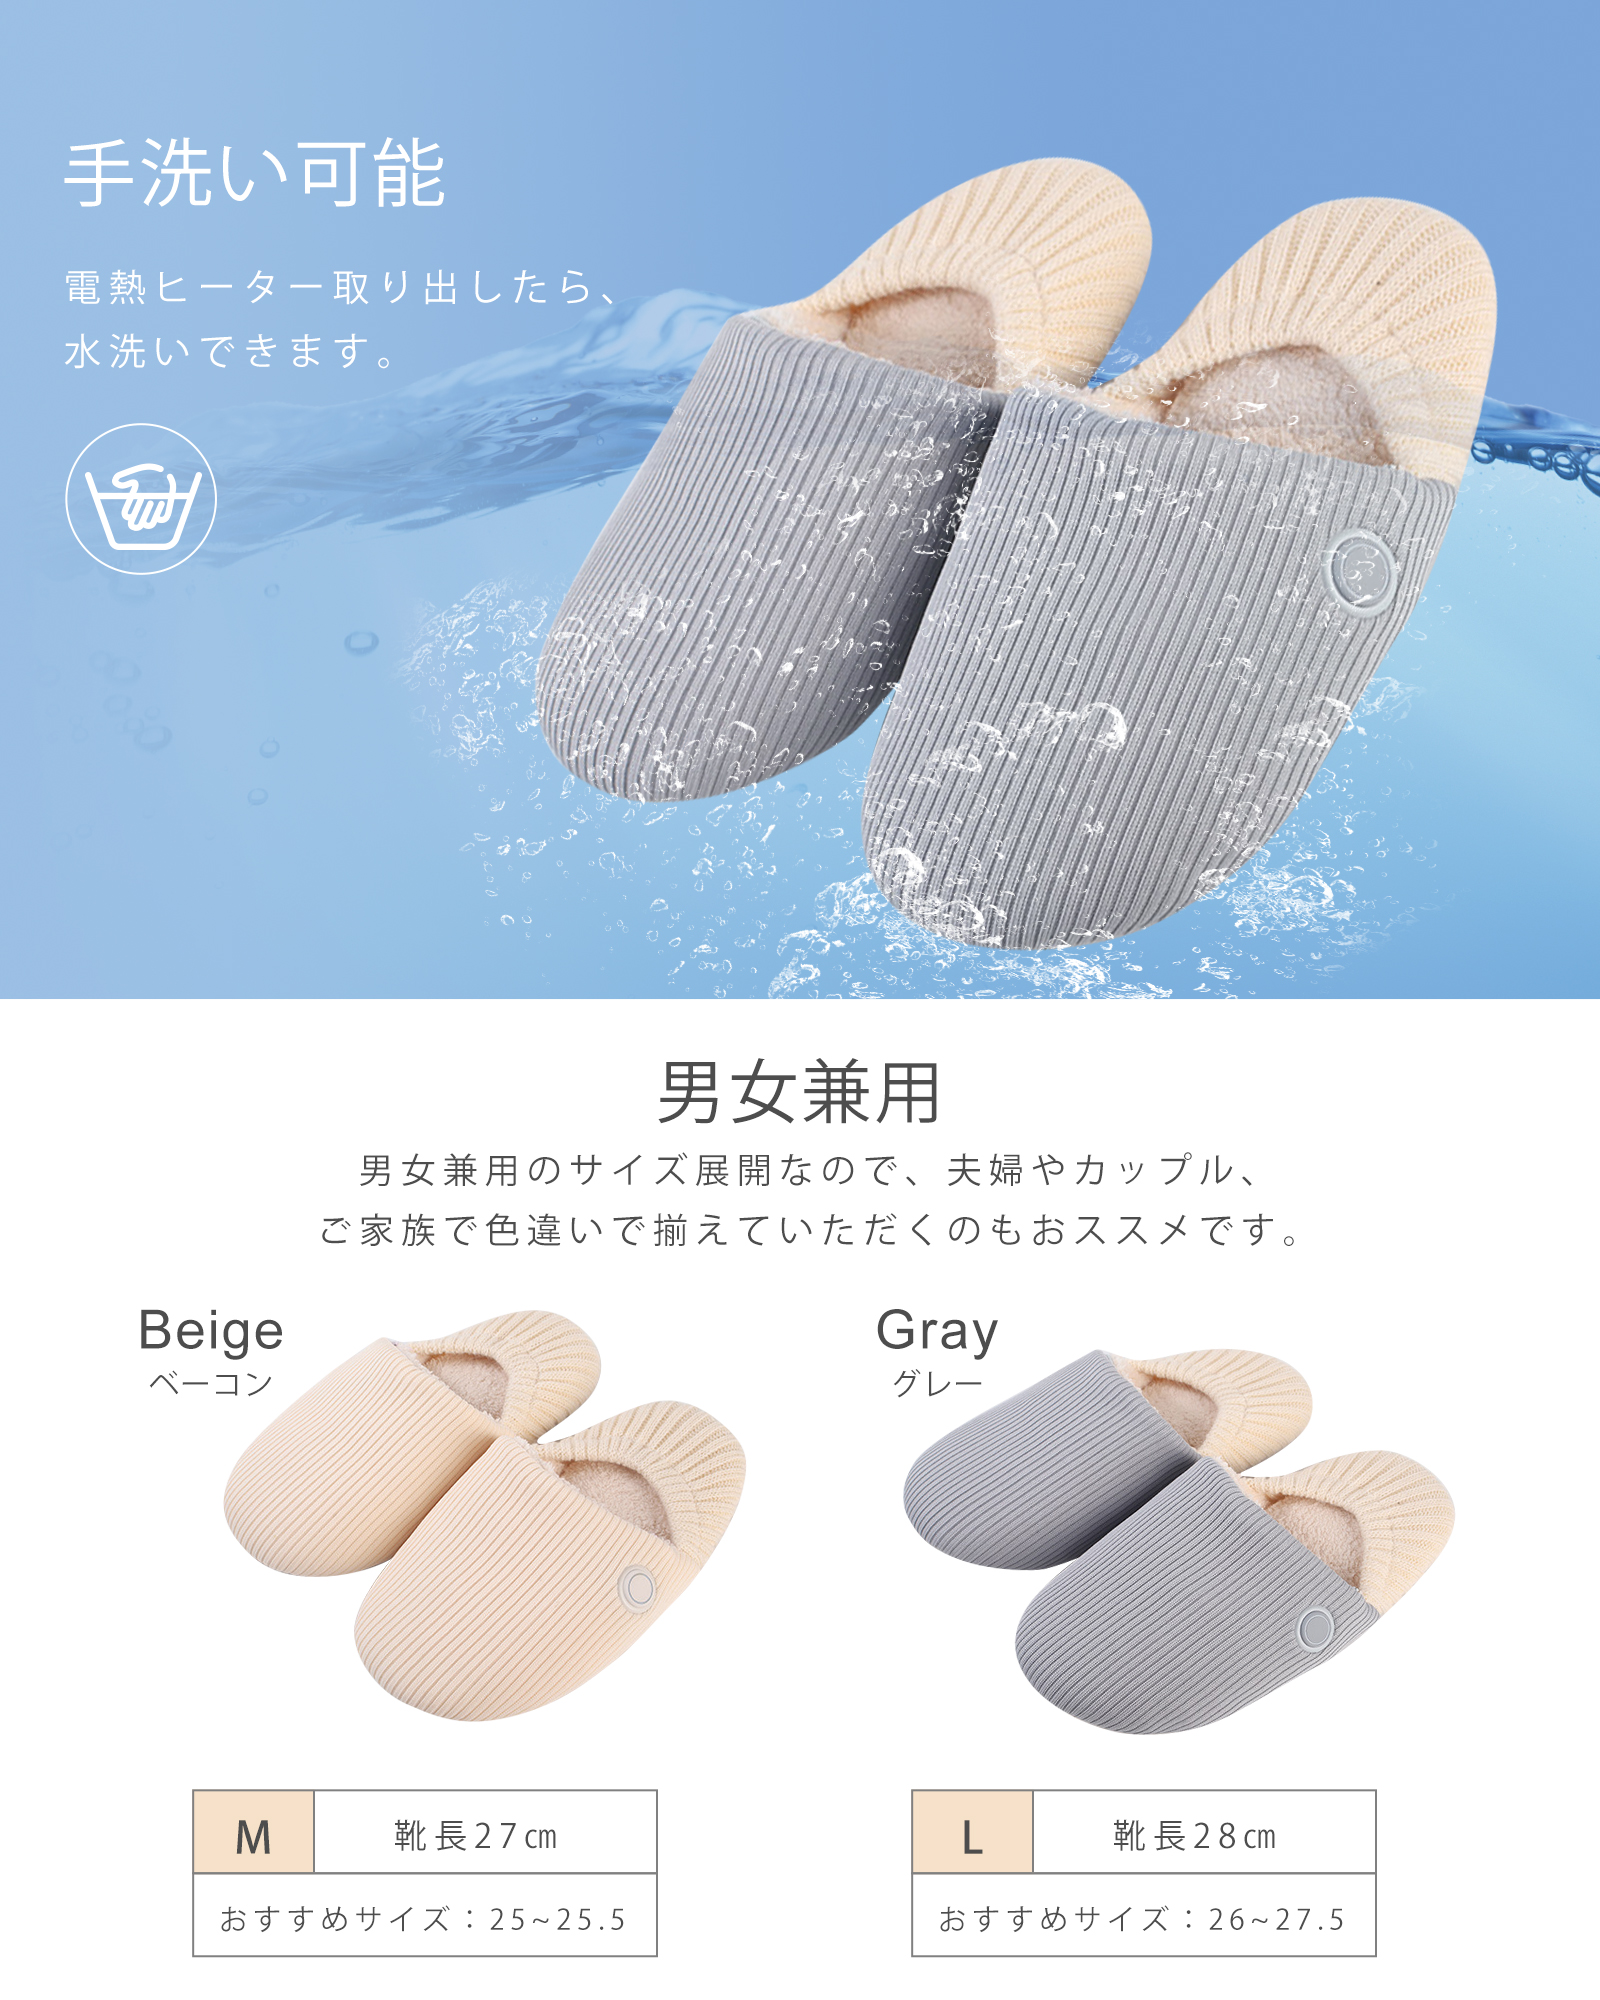 手洗い可能
電熱ヒーター取り出したら、
水洗いできます。
男女兼用
男女兼用のサイズ展開なので、夫婦やカップル、
ご家族で色違いで揃えていただくのもおススメです。
Beige
ベーコン
Gray
グレー
M 靴長27㎝
おすすめサイズ：25~25.5
L 靴長28㎝
おすすめサイズ：26~27.5